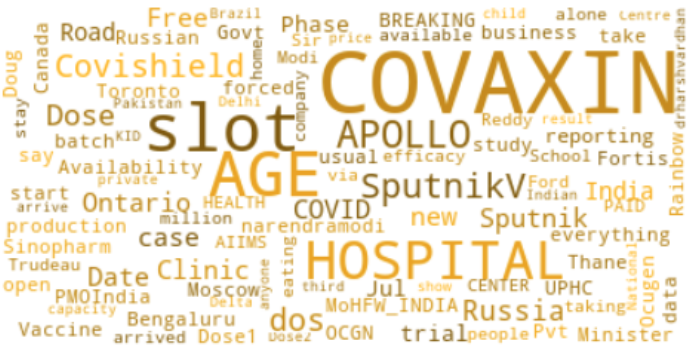 Brazil child Centre
Free Phase BREAKING alone
Road Russian Govt Sir price available business take
Doug Canada Covishield home Modi COVAXIN drharshvardhan
Toronto forced
stay Dose Pakistan Delhi slot company APOLLO Reddy result
batch KID study reporting
say Availability AGE usual efficacy School Fortis
private via SputnikV Ford India Rainbow
start Ontario HEALTH COVID Indian PAID
arrive million new Sputnik
production narendramodi everything
Sinopharm case AIIMS HOSPITAL
Trudeau Date Clinic eating Thane National Ocugen data
open Moscow anyone third Jul show CENTER UPHC
PMOIndia Delta MoHFW_INDIA Russia taking
capacity Bengaluru dos
Vaccine arrived Dose1 Dose2 OCGN trial people Pvt Minister